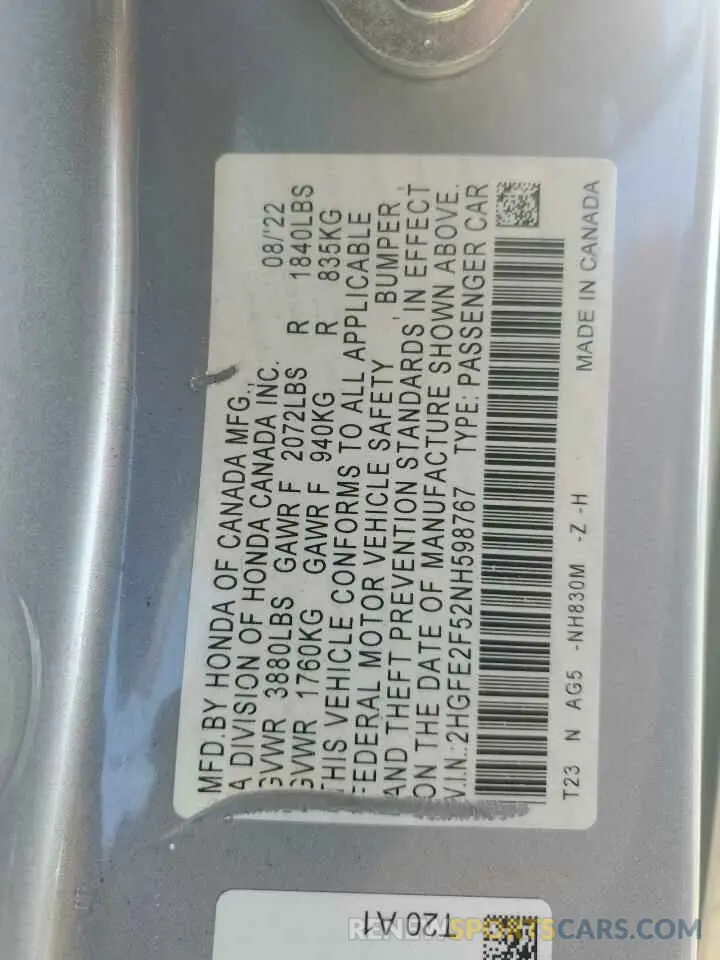 MFD.BY HONDA OF CANADA MFG.,
A DIVISION OF HONDA CANADA INC. 08/'22
GVWR 3880LBS GAWR F 2072LBS R 1840LBS
GVWR 1760KG GAWR F 940KG R 835KG
THIS VEHICLE CONFORMS TO ALL APPLICABLE
FEDERAL MOTOR VEHICLE SAFETY, BUMPER,
AND THEFT PREVENTION STANDARDS IN EFFECT
ON THE DATE OF MANUFACTURE SHOWN ABOVE.
V.I.N.:2HGFE2F52NH598767 TYPE: PASSENGER CAR
T23 N AG5 -NH830M -Z -H MADE IN CANADA
T20 A1
RENEWSPORTSCARS.COM